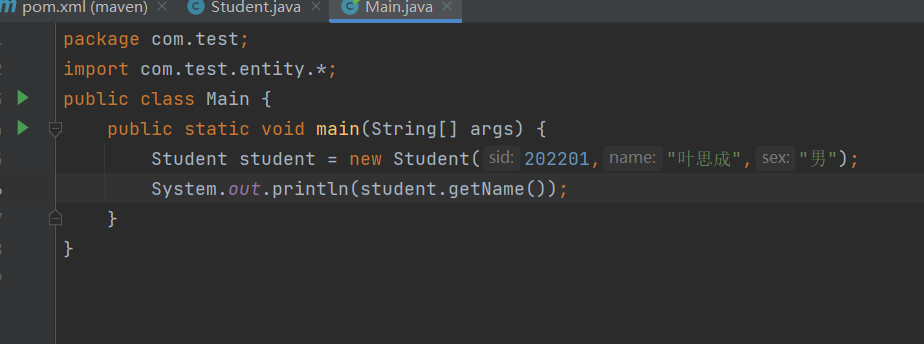 pom.xml (maven) × Student.java × Main.java ×
package com.test;
import com.test.entity.*;
public class Main {
public static void main(String[] args) {
Student student = new Student( sid: 202201, name: "叶思成", sex: "男");
System.out.println(student.getName());
}
}